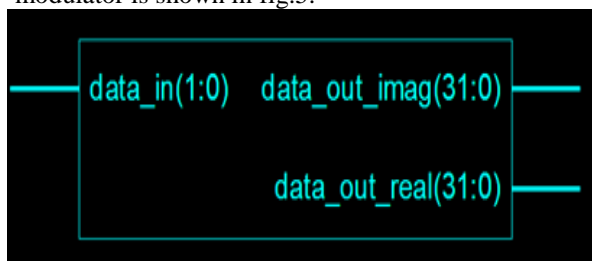 modulator is shown in fig.5.
data_in(1:0) data_out_imag(31:0)
data_out_real(31:0)